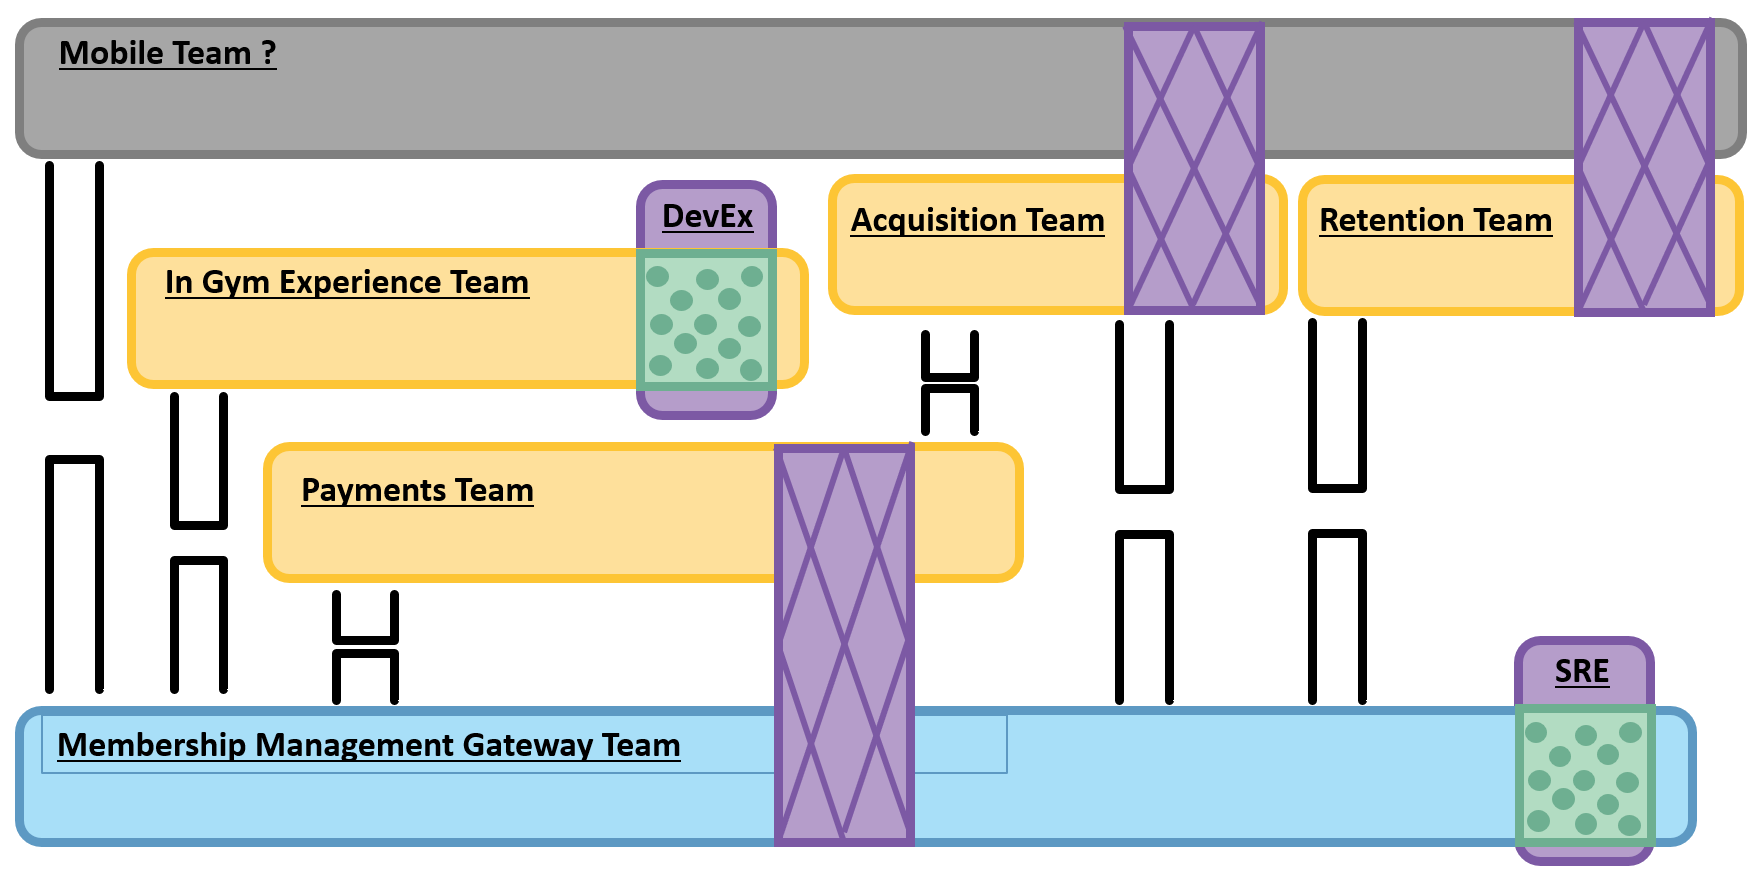 Mobile Team ?
DevEx
Acquisition Team
Retention Team
In Gym Experience Team
Payments Team
SRE
Membership Management Gateway Team